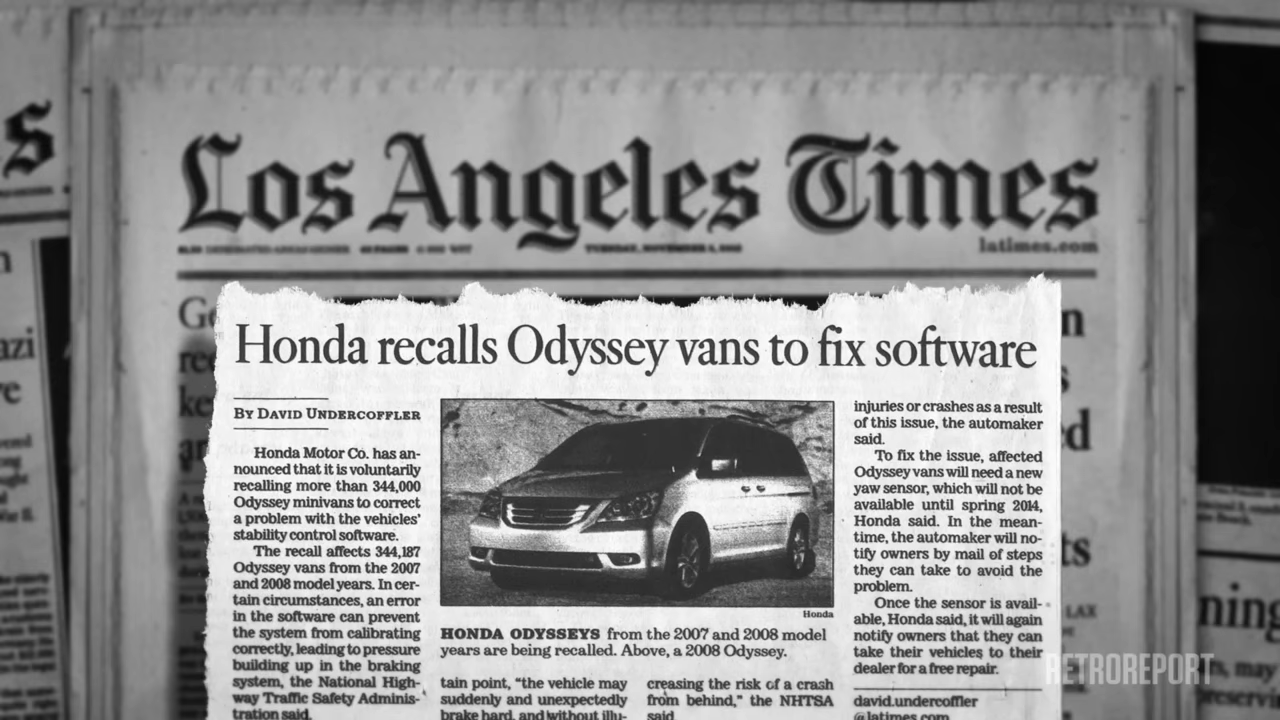 Los Angeles Times
latimes.com
Honda recalls Odyssey vans to fix software
BY DAVID UNDERCOFFLER
Honda Motor Co. has an-
nounced that it is voluntarily
recalling more than 344,000
Odyssey minivans to correct
a problem with the vehicles'
stability control software.
The recall affects 344,187
Odyssey vans from the 2007
and 2008 model years. In cer-
tain circumstances, an error
in the software can prevent
the system from calibrating
correctly, leading to pressure
building up in the braking
system, the National High-
way Traffic Safety Adminis-
tration said.
Honda
HONDA ODYSSEYS from the 2007 and 2008 model
years are being recalled. Above, a 2008 Odyssey.
tain point, "the vehicle may
suddenly and unexpectedly
brake hard, and without illu-
creasing the risk of a crash
from behind," the NHTSA
said.
injuries or crashes as a result
of this issue, the automaker
said.
To fix the issue, affected
Odyssey vans will need a new
yaw sensor, which will not be
available until spring 2014,
Honda said. In the mean-
time, the automaker will no-
tify owners by mail of steps
they can take to avoid the
problem.
Once the sensor is avail-
able, Honda said, it will again
notify owners that they can
take their vehicles to their
dealer for a free repair.
david.undercoffler
@latimes.com
RETROREPORT